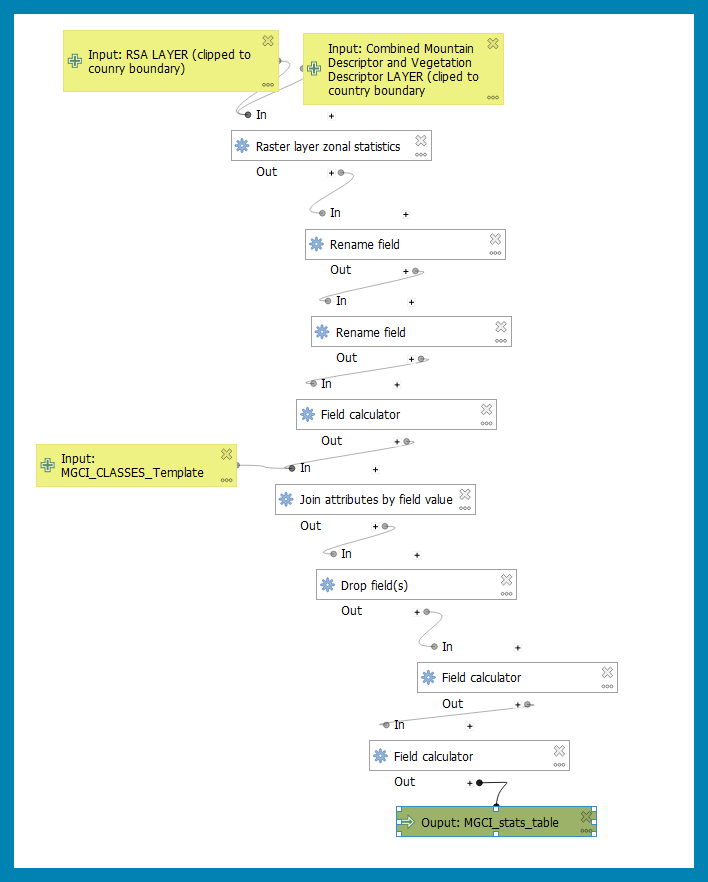 Input: RSA LAYER (clipped to
counry boundary)
Input: Combined Mountain
Descriptor and Vegetation
Descriptor LAYER (cliped to
country boundary
In
Raster layer zonal statistics
Out
In
Rename field
Out
In
Rename field
Out
In
Field calculator
Out
Input:
MGCI_CLASSES_Template
In
Join attributes by field value
Out
In
Drop field(s)
Out
In
Field calculator
Out
In
Field calculator
Out
Ouput: MGCI_stats_table